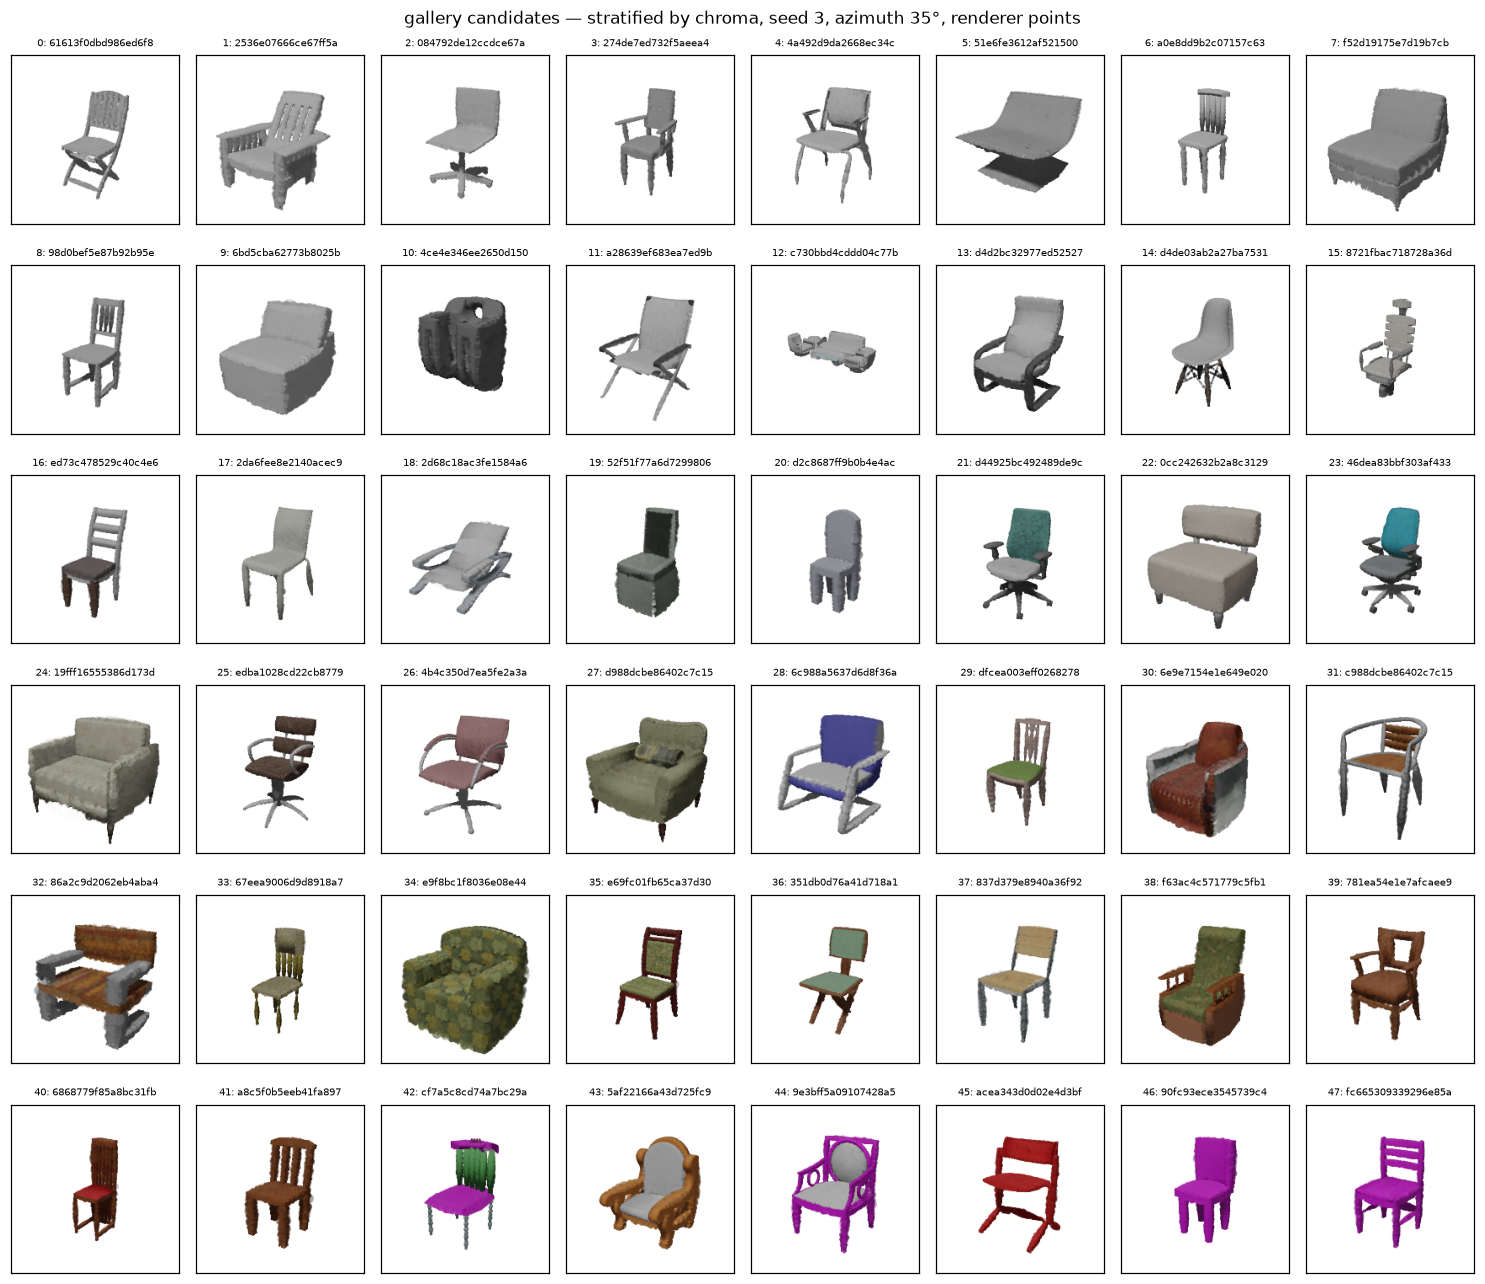 gallery candidates — stratified by chroma, seed 3, azimuth 35°, renderer points
0: 61613f0dbd986ed6f8
1: 2536e07666ce67ff5a
2: 084792de12ccdce67a
3: 274de7ed732f5aeea4
4: 4a492d9da2668ec34c
5: 51e6fe3612af521500
6: a0e8dd9b2c07157c63
7: f52d19175e7d19b7cb
8: 98d0bef5e87b92b95e
9: 6bd5cba62773b8025b
10: 4ce4e346ee2650d150
11: a28639ef683ea7ed9b
12: c730bbd4cddd04c77b
13: d4d2bc32977ed52527
14: d4de03ab2a27ba7531
15: 8721fbac718728a36d
16: ed73c478529c40c4e6
17: 2da6fee8e2140acec9
18: 2d68c18ac3fe1584a6
19: 52f51f77a6d7299806
20: d2c8687ff9b0b4e4ac
21: d44925bc492489de9c
22: 0cc242632b2a8c3129
23: 46dea83bbf303af433
24: 19fff16555386d173d
25: edba1028cd22cb8779
26: 4b4c350d7ea5fe2a3a
27: d988dcbe86402c7c15
28: 6c988a5637d6d8f36a
29: dfcea003eff0268278
30: 6e9e7154e1e649e020
31: c988dcbe86402c7c15
32: 86a2c9d2062eb4aba4
33: 67eea9006d9d8918a7
34: e9f8bc1f8036e08e44
35: e69fc01fb65ca37d30
36: 351db0d76a41d718a1
37: 837d379e8940a36f92
38: f63ac4c571779c5fb1
39: 781ea54e1e7afcaee9
40: 6868779f85a8bc31fb
41: a8c5f0b5eeb41fa897
42: cf7a5c8cd74a7bc29a
43: 5af22166a43d725fc9
44: 9e3bff5a09107428a5
45: acea343d0d02e4d3bf
46: 90fc93ece3545739c4
47: fc665309339296e85a